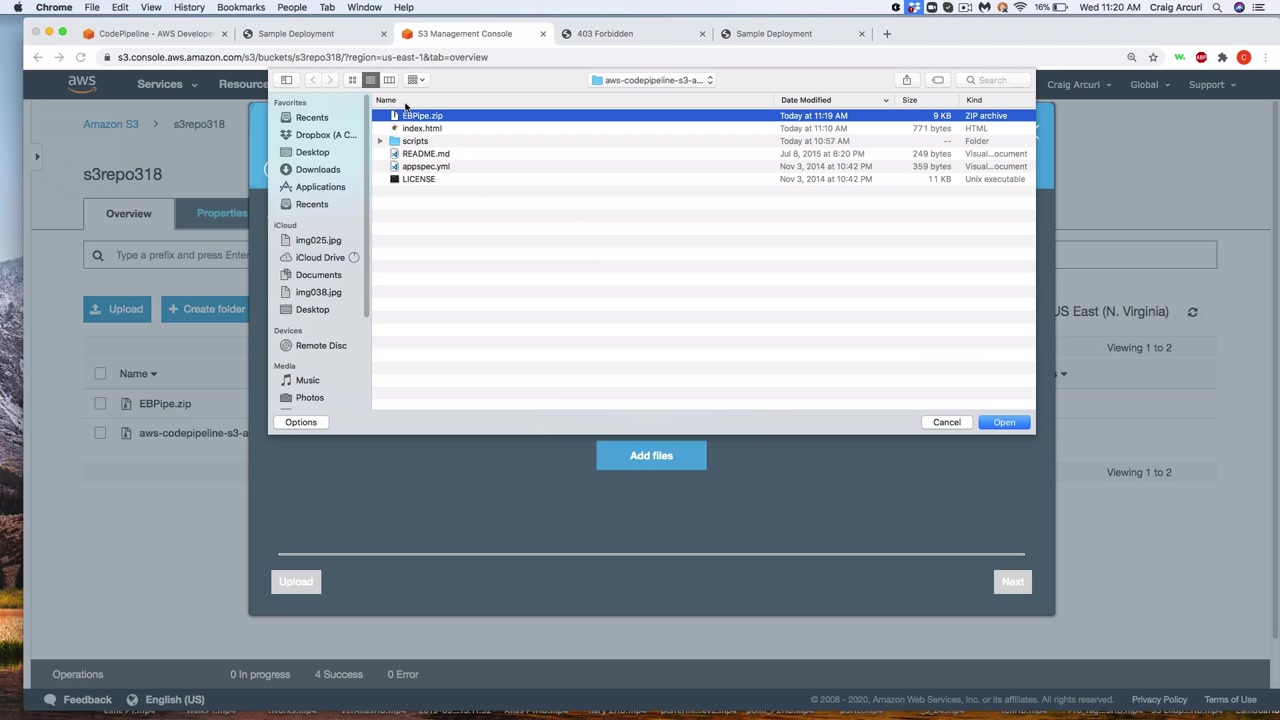 Chrome File Edit View History Bookmarks People Tab Window Help 16% Wed Jan 1 11:20 AM Craig Arcuri
CodePipeline - AWS Develope
Sample Deployment
S3 Management Console
403 Forbidden
Sample Deployment
s3.console.aws.amazon.com/s3/buckets/s3repo318/?region=us-east-1&tab=overview
aws Services Resource
Craig Arcuri Global Support
aws-codepipeline-s3-a...
Search
Favorites
Recents
Dropbox (A C...
Desktop
Downloads
Applications
Recents
iCloud
img025.jpg
iCloud Drive
Documents
img038.jpg
Desktop
Devices
Remote Disc
Media
Music
Photos
Name Date Modified Size Kind
EBPipe.zip Today at 11:19 AM 9 KB ZIP archive
index.html Today at 11:10 AM 771 bytes HTML
scripts Today at 10:57 AM -- Folder
README.md Jul 8, 2015 at 8:20 PM 249 bytes Visual...ocument
appspec.yml Nov 3, 2014 at 10:42 PM 359 bytes Visual...ocument
LICENSE Nov 3, 2014 at 10:42 PM 11 KB Unix executable
Options Cancel Open
Amazon S3 s3repo318
s3repo318
Overview Properties
Type a prefix and press Enter
Upload Create folder
US East (N. Virginia)
Viewing 1 to 2
Name
EBPipe.zip
aws-codepipeline-s3-a
Viewing 1 to 2
Add files
Upload Next
Operations 0 In progress 4 Success 0 Error
Feedback English (US) © 2008 - 2020, Amazon Web Services, Inc. or its affiliates. All rights reserved. Privacy Policy Terms of Use